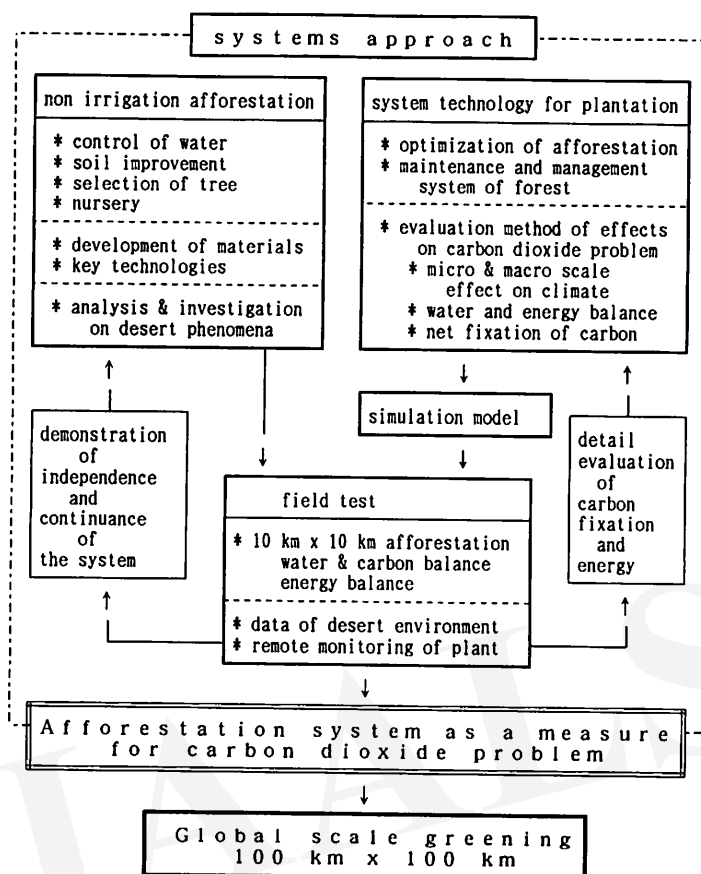 systems approach
non irrigation afforestation
* control of water
* soil improvement
* selection of tree
* nursery
* development of materials
* key technologies
* analysis & investigation
on desert phenomena
system technology for plantation
* optimization of afforestation
* maintenance and management
system of forest
* evaluation method of effects
on carbon dioxide problem
* micro & macro scale
effect on climate
* water and energy balance
* net fixation of carbon
simulation model
demonstration
of
independence
and
continuance
of
the system
field test
* 10 km x 10 km afforestation
water & carbon balance
energy balance
* data of desert environment
* remote monitoring of plant
detail
evaluation
of
carbon
fixation
and
energy
Afforestation system as a measure
for carbon dioxide problem
Global scale greening
100 km x 100 km
JAALS